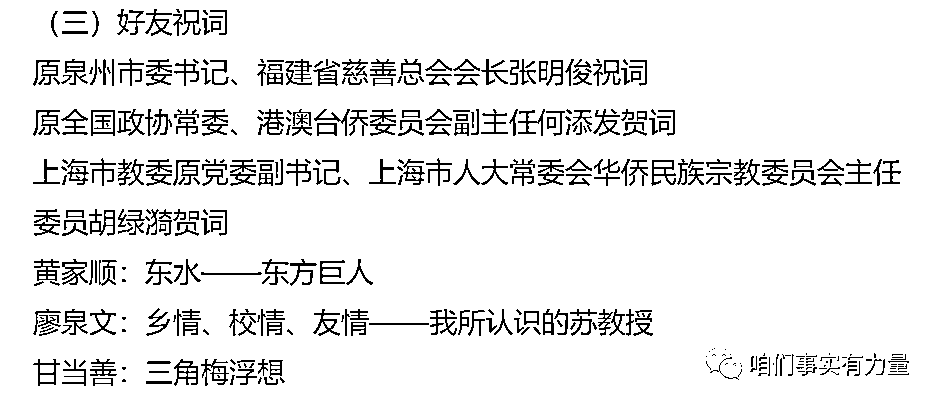 （三）好友祝词
原泉州市委书记、福建省慈善总会会长张明俊祝词
原全国政协常委、港澳台侨委员会副主任何添发贺词
上海市教委原党委副书记、上海市人大常委会华侨民族宗教委员会主任
委员胡绿漪贺词
黄家顺：东水——东方巨人
廖泉文：乡情、校情、友情——我所认识的苏教授
甘当善：三角梅浮想
咱们事实有力量